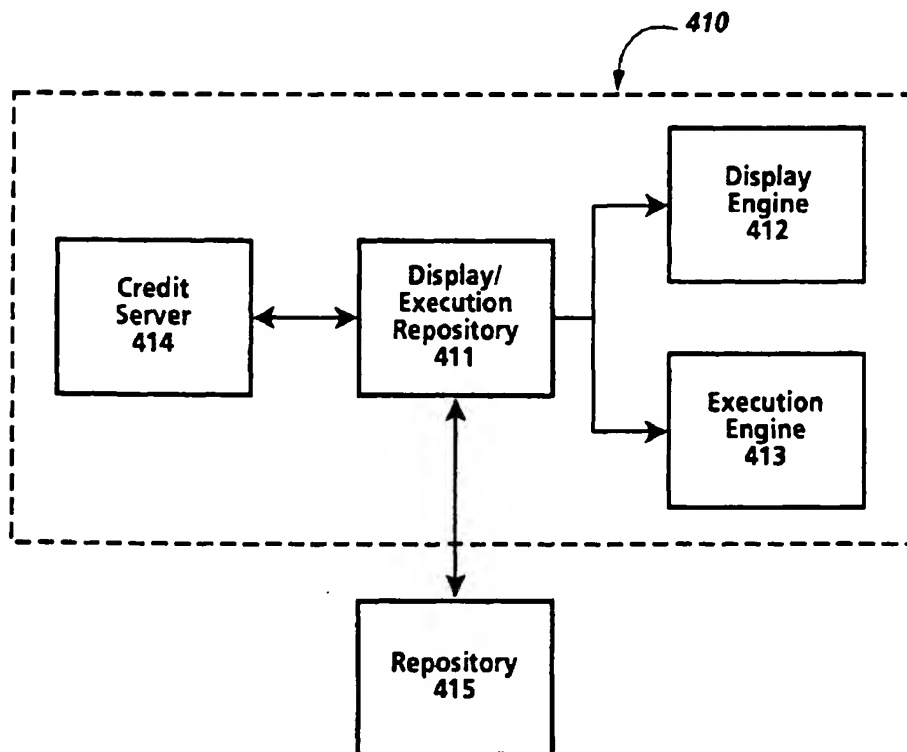 410
Display
Engine
412
Credit
Server
414
Display/
Execution
Repository
411
Execution
Engine
413
Repository
415